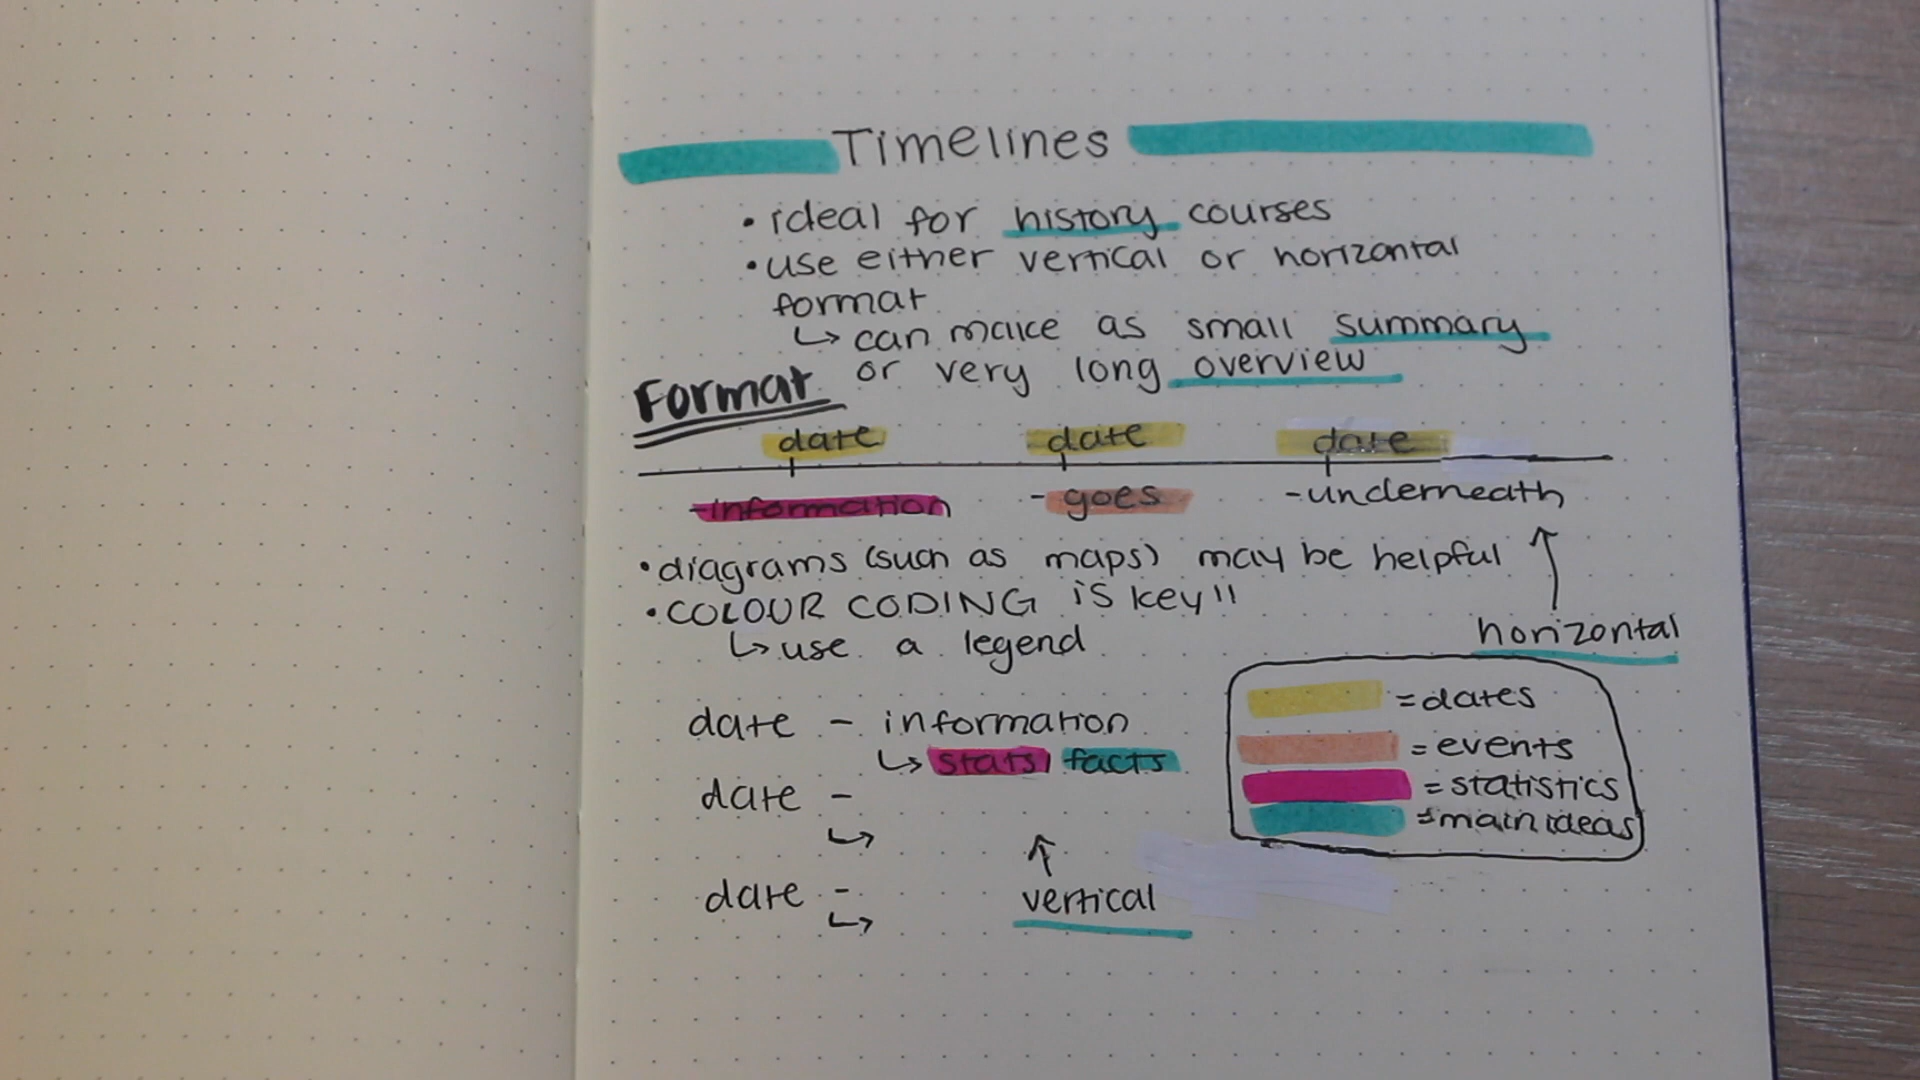 Timelines
• ideal for history courses
• use either vertical or horizontal
format
↳ can make as small summary
or very long overview
Format
date date date
-information - goes -underneath
• diagrams (such as maps) may be helpful
• COLOUR CODING is key!!
↳ use a legend
horizontal
date - information
↳ stats/facts
date -
↳
date -
↳
vertical
= dates
= events
= statistics
= main ideas